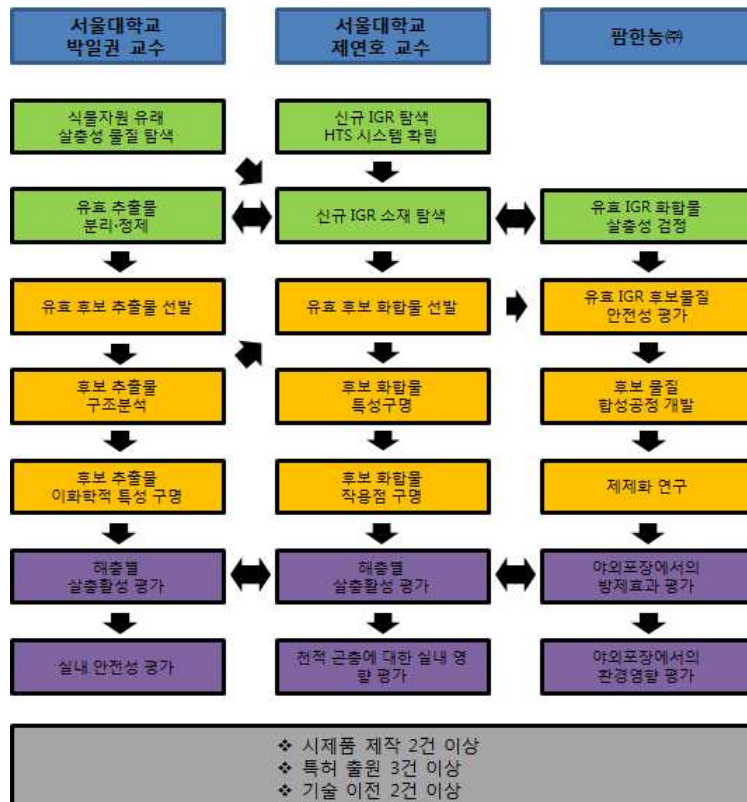 서울대학교
박일권 교수
서울대학교
제연호 교수
팜한농㈜
식물자원 유래
살충성 물질 탐색
신규 IGR 탐색
HTS 시스템 확립
유효 추출물
분리·정제
신규 IGR 소재 탐색
유효 IGR 화합물
살충성 검정
유효 후보 추출물 선발
유효 후보 화합물 선발
유효 IGR 후보물질
안전성 평가
후보 추출물
구조분석
후보 화합물
특성구명
후보 물질
합성공정 개발
후보 추출물
이화학적 특성 구명
후보 화합물
작용점 구명
제제화 연구
해충별
살충활성 평가
해충별
살충활성 평가
야외포장에서의
방제효과 평가
실내 안전성 평가
천적 곤충에 대한 실내 영
향 평가
야외포장에서의
환경영향 평가
❖ 시제품 제작 2건 이상
❖ 특허 출원 3건 이상
❖ 기술 이전 2건 이상